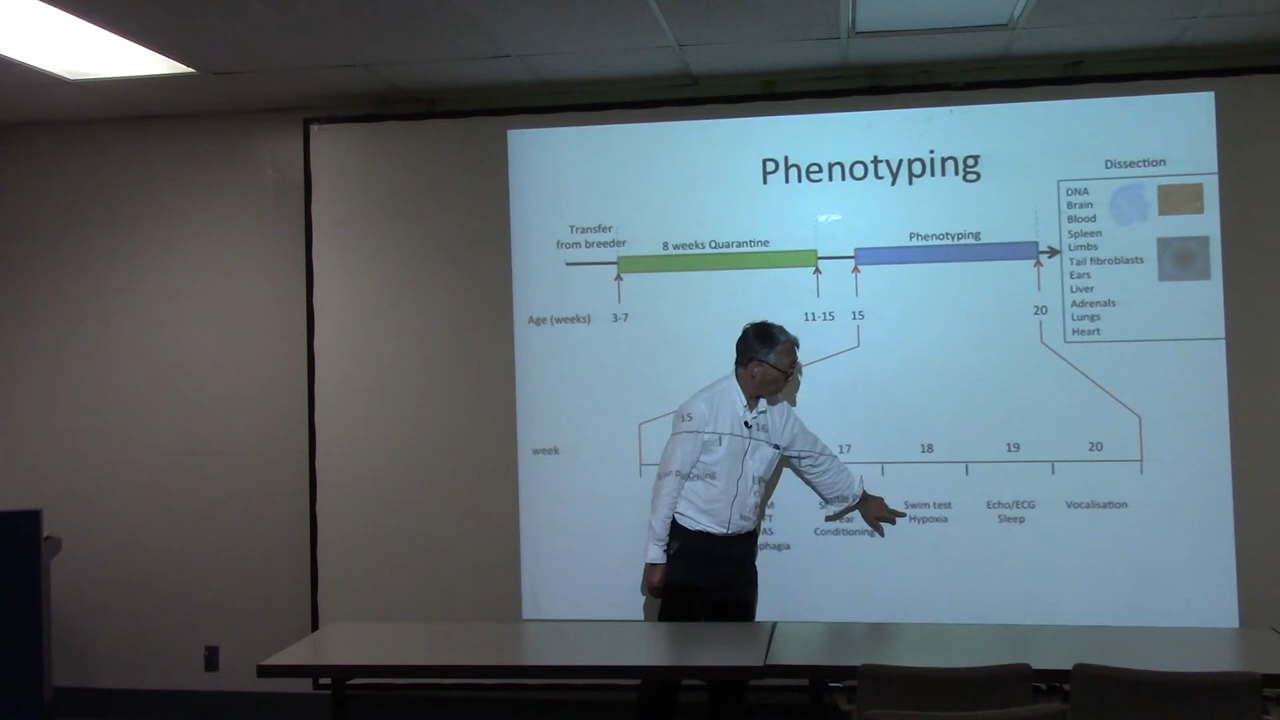 Phenotyping
Dissection
DNA
Brain
Blood
Spleen
Limbs
Tail fibroblasts
Ears
Liver
Adrenals
Lungs
Heart
Transfer
from breeder
8 weeks Quarantine
Phenotyping
Age (weeks)
3-7
11-15
15
20
week
15
16
17
18
19
20
Conditioning
Swim test
Hypoxia
Echo/ECG
Sleep
Vocalisation